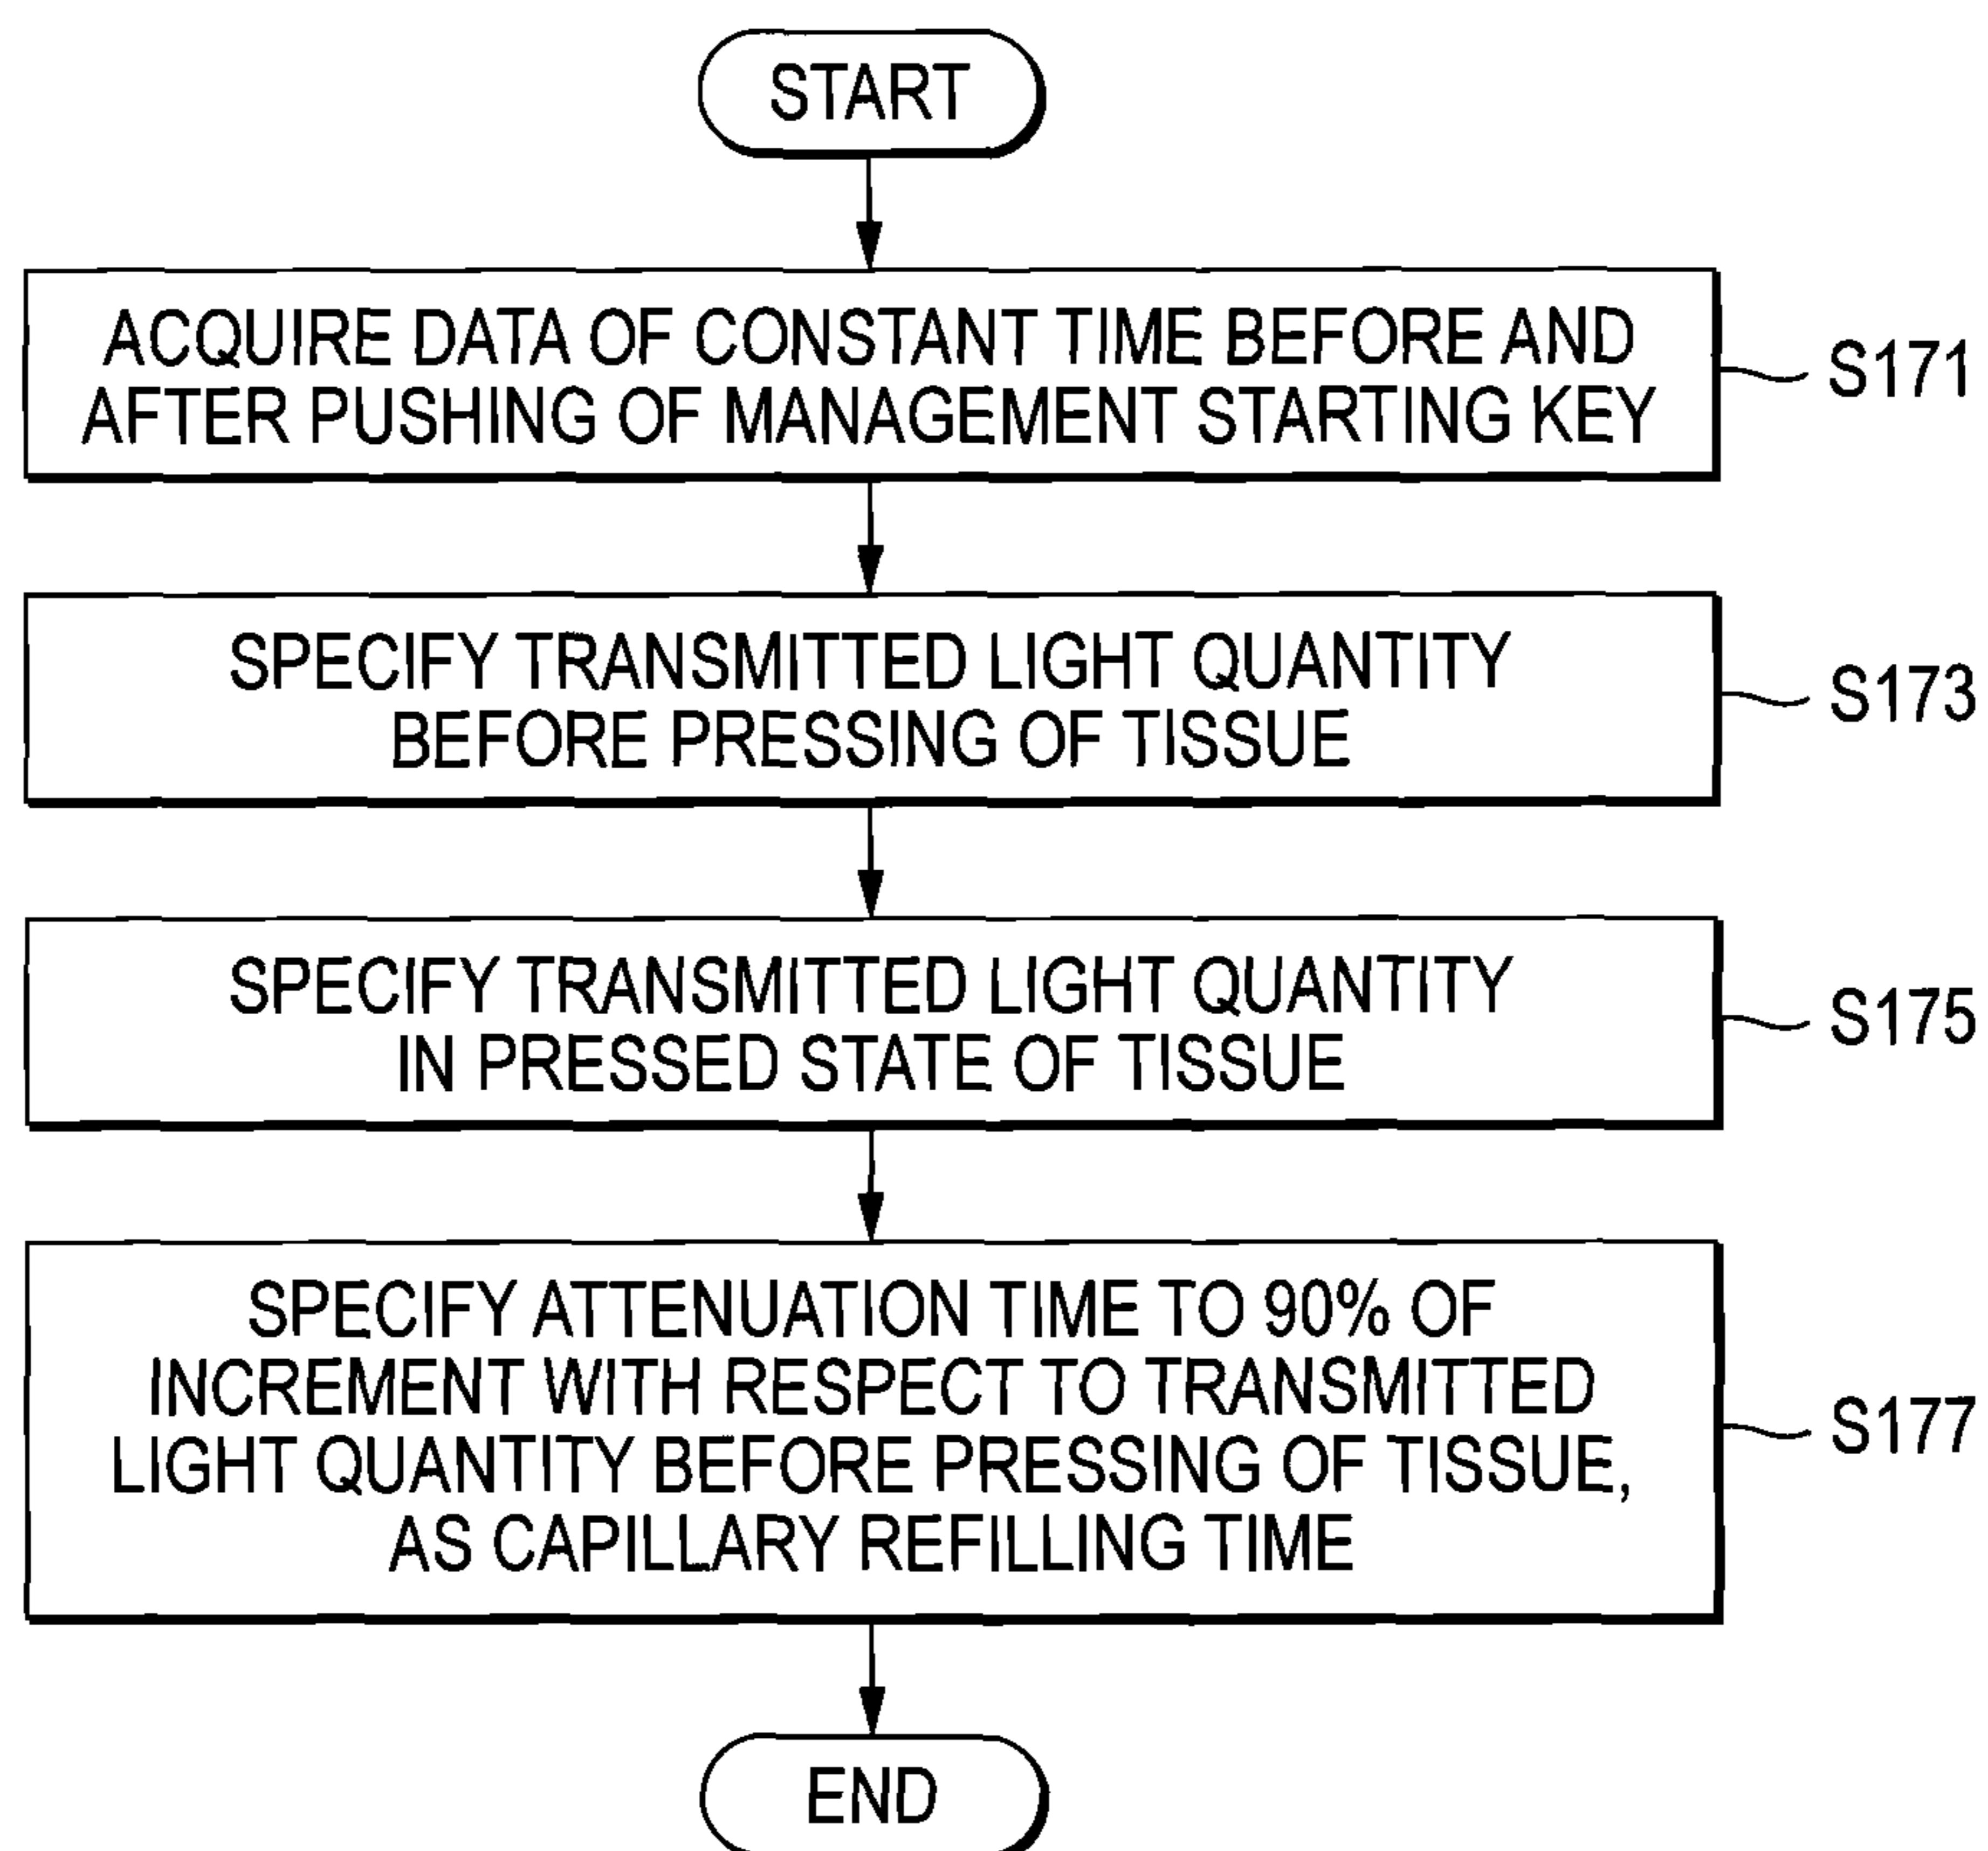 START
ACQUIRE DATA OF CONSTANT TIME BEFORE AND
AFTER PUSHING OF MANAGEMENT STARTING KEY
S171
SPECIFY TRANSMITTED LIGHT QUANTITY
BEFORE PRESSING OF TISSUE
S173
SPECIFY TRANSMITTED LIGHT QUANTITY
IN PRESSED STATE OF TISSUE
S175
SPECIFY ATTENUATION TIME TO 90% OF
INCREMENT WITH RESPECT TO TRANSMITTED
LIGHT QUANTITY BEFORE PRESSING OF TISSUE,
AS CAPILLARY REFILLING TIME
S177
END